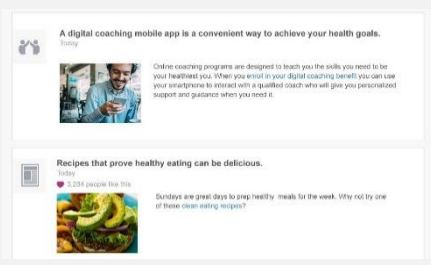 A digital coaching mobile app is a convenient way to achieve your health goals.
Today
Online coaching programs are designed to teach you the skills you need to be
your healthiest you. When you enroll in your digital coaching benefit you can use
your smartphone to interact with a qualified coach who will give you personalized
support and guidance when you need it.
Recipes that prove healthy eating can be delicious.
Today
3,284 people like this
Sundays are great days to prep healthy meals for the week. Why not try one
of these clean eating recipes?